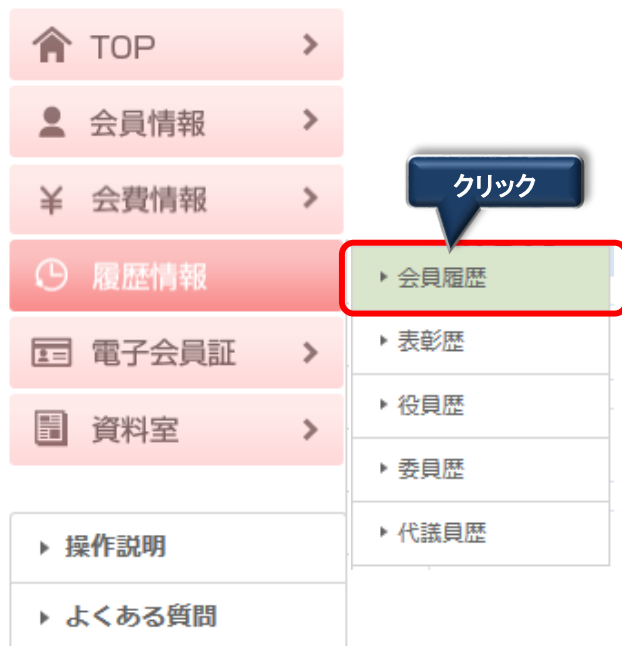 TOP
会員情報
¥ 会費情報
履歴情報
電子会員証
資料室
操作説明
よくある質問
クリック
会員履歴
表彰歴
役員歴
委員歴
代議員歴